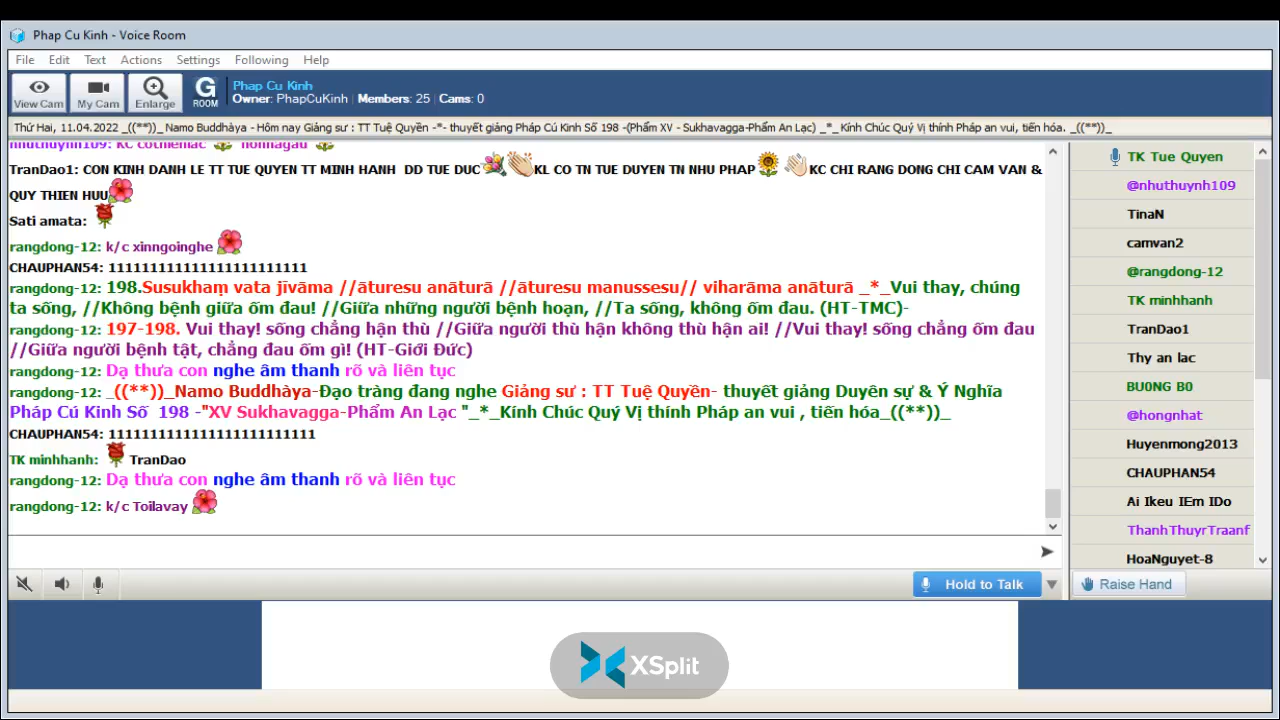 Phap Cu Kinh - Voice Room
File Edit Text Actions Settings Following Help
View Cam My Cam Enlarge G ROOM
Phap Cu Kinh
Owner: PhapCuKinh | Members: 25 | Cams: 0
Thứ Hai, 11.04.2022 _((**))_ Namo Buddhàya - Hôm nay Giảng sư : TT Tuệ Quyền -*- thuyết giảng Pháp Cú Kinh Số 198 -(Phẩm XV - Sukhavagga-Phẩm An Lạc) _*_ Kính Chúc Quý Vị thính Pháp an vui, tiến hóa. _((**))_
nhuthuynh109: KC cothiemlac hoilhagau
TranDao1: CON KINH DANH LE TT TUE QUYEN TT MINH HANH DD TUE DUC KL CO TN TUE DUYEN TN NHU PHAP KC CHI RANG DONG CHI CAM VAN &
QUY THIEN HUU
Sati amata:
rangdong-12: k/c xinngoinghe
CHAUPHAN54: 111111111111111111111111
rangdong-12: 198.Susukhaṃ vata jīvāma //āturesu anāturā //āturesu manussesu// viharāma anāturā _*_Vui thay, chúng
ta sống, //Không bệnh giữa ốm đau! //Giữa những người bệnh hoạn, //Ta sống, không ốm đau. (HT-TMC)-
rangdong-12: 197-198. Vui thay! sống chẳng hận thù //Giữa người thù hận không thù hận ai! //Vui thay! sống chẳng ốm đau
//Giữa người bệnh tật, chẳng đau ốm gì! (HT-Giới Đức)
rangdong-12: Dạ thưa con nghe âm thanh rõ và liên tục
rangdong-12: _((**))_Namo Buddhàya-Đạo tràng đang nghe Giảng sư : TT Tuệ Quyền- thuyết giảng Duyên sự & Ý Nghĩa
Pháp Cú Kinh Số 198 -"XV Sukhavagga-Phẩm An Lạc "_*_Kính Chúc Quý Vị thính Pháp an vui , tiến hóa_((**))_
CHAUPHAN54: 1111111111111111111111111
TK minhhanh: TranDao
rangdong-12: Dạ thưa con nghe âm thanh rõ và liên tục
rangdong-12: k/c Toilavay
TK Tue Quyen
@nhuthuynh109
TinaN
camvan2
@rangdong-12
TK minhhanh
TranDao1
Thy an lac
BU0NG B0
@hongnhat
Huyenmong2013
CHAUPHAN54
Ai Ikeu IEm IDo
ThanhThuyrTraanf
HoaNguyet-8
Hold to Talk
Raise Hand
XSplit